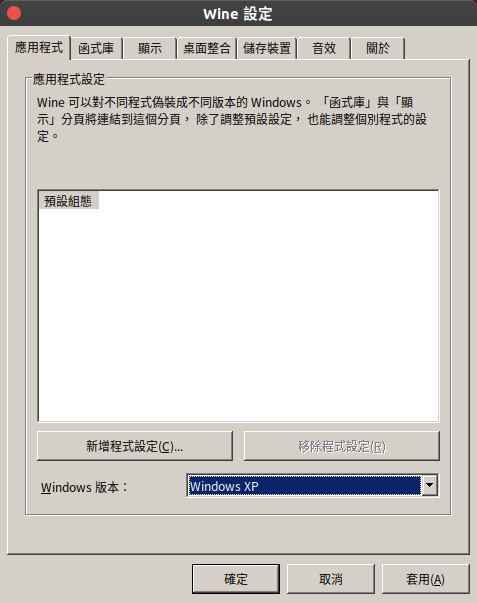 Wine 設定
應用程式 函式庫 顯示 桌面整合 儲存裝置 音效 關於
應用程式設定
Wine 可以對不同程式偽裝成不同版本的 Windows。 「函式庫」與「顯
示」分頁將連結到這個分頁， 除了調整預設設定， 也能調整個別程式的設
定。
預設組態
新增程式設定(C)... 移除程式設定(R)
Windows 版本： Windows XP
確定 取消 套用(A)